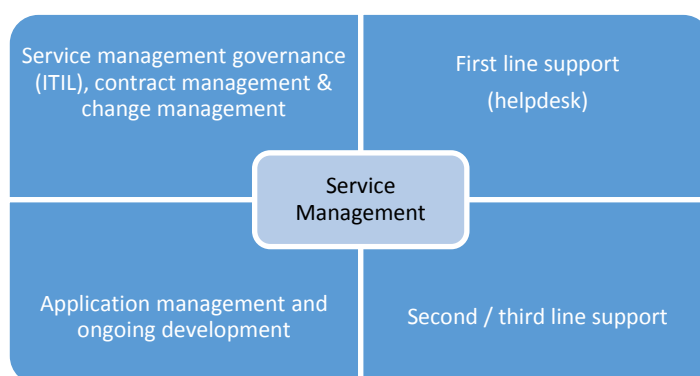 Service management governance
(ITIL), contract management &
change management
First line support
(helpdesk)
Service
Management
Application management and
ongoing development
Second / third line support